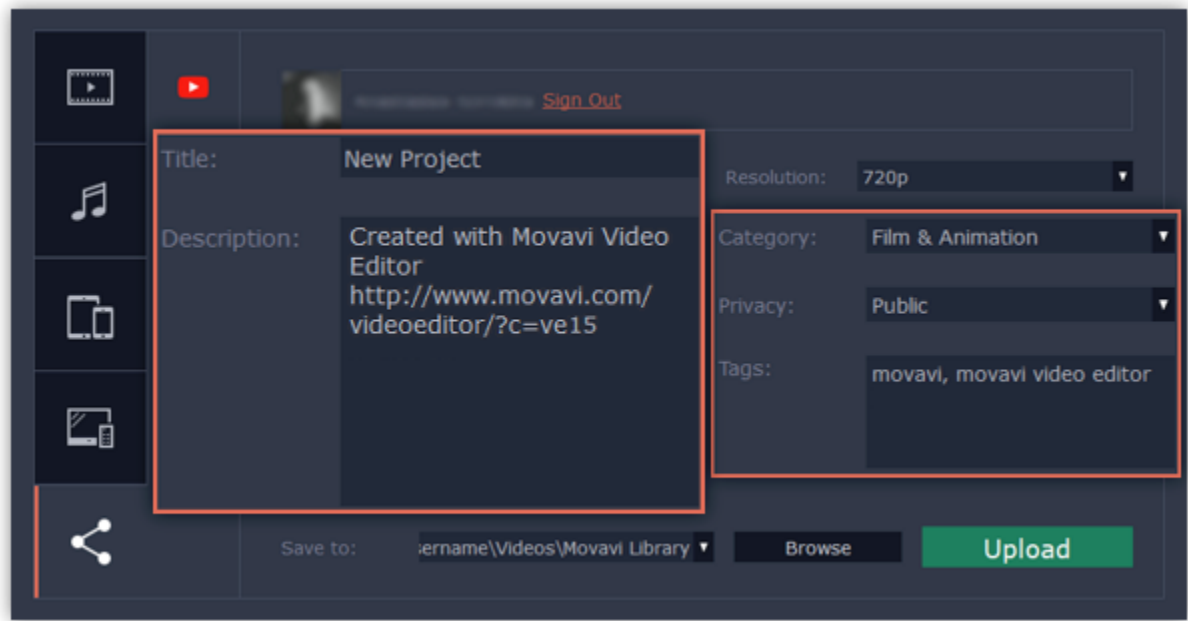 Sign Out
Title:
New Project
Resolution:
720p
Description:
Created with Movavi Video
Editor
http://www.movavi.com/
videoeditor/?c=ve15
Category:
Film & Animation
Privacy:
Public
Tags:
movavi, movavi video editor
Save to:
sername\Videos\Movavi Library
Browse
Upload